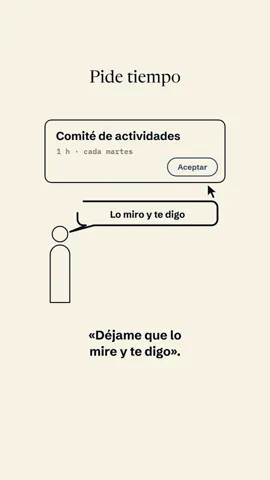 Pide tiempo
Comité de actividades
1 h · cada martes
Aceptar
Lo miro y te digo
«Déjame que lo
mire y te digo».